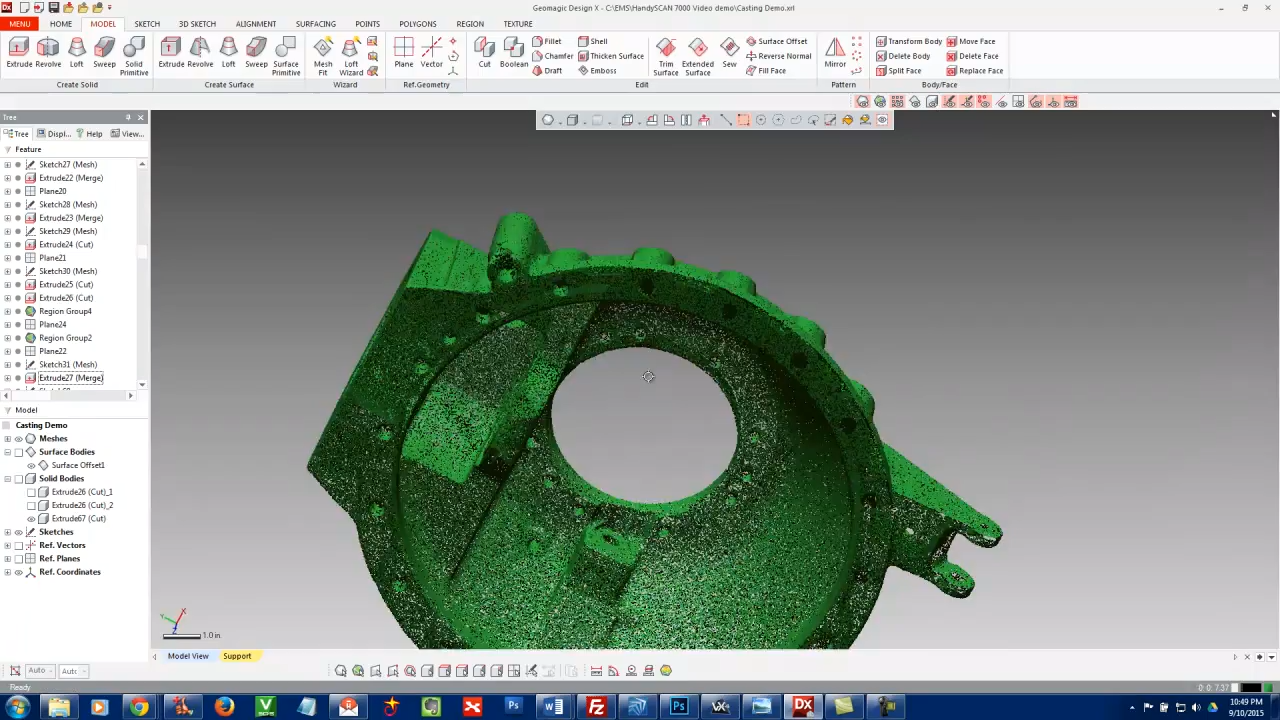 Geomagic Design X - C:\EMS\HandySCAN 7000 Video demo\Casting Demo.xrl
MENU HOME MODEL SKETCH 3D SKETCH ALIGNMENT SURFACING POINTS POLYGONS REGION TEXTURE
Extrude Revolve Loft Sweep Solid Primitive
Create Solid
Extrude Revolve Loft Sweep Surface Primitive
Create Surface
Mesh Fit Loft Wizard
Wizard
Plane Vector
Ref.Geometry
Cut Boolean
Fillet
Chamfer
Draft
Shell
Thicken Surface
Emboss
Trim Surface Extended Surface Sew
Surface Offset
Reverse Normal
Fill Face
Edit
Mirror
Pattern
Transform Body
Delete Body
Split Face
Move Face
Delete Face
Replace Face
Body/Face
Tree
Tree Displ... Help View...
Feature
Sketch27 (Mesh)
Extrude22 (Merge)
Plane20
Sketch28 (Mesh)
Extrude23 (Merge)
Sketch29 (Mesh)
Extrude24 (Cut)
Plane21
Sketch30 (Mesh)
Extrude25 (Cut)
Extrude26 (Cut)
Region Group4
Plane24
Region Group2
Plane22
Sketch31 (Mesh)
Extrude27 (Merge)
Model
Casting Demo
Meshes
Surface Bodies
Surface Offset1
Solid Bodies
Extrude26 (Cut)_1
Extrude26 (Cut)_2
Extrude67 (Cut)
Sketches
Ref. Vectors
Ref. Planes
Ref. Coordinates
1.0 in.
Model View Support
Auto Auto
Ready
0: 0: 7.37
10:49 PM
9/10/2015